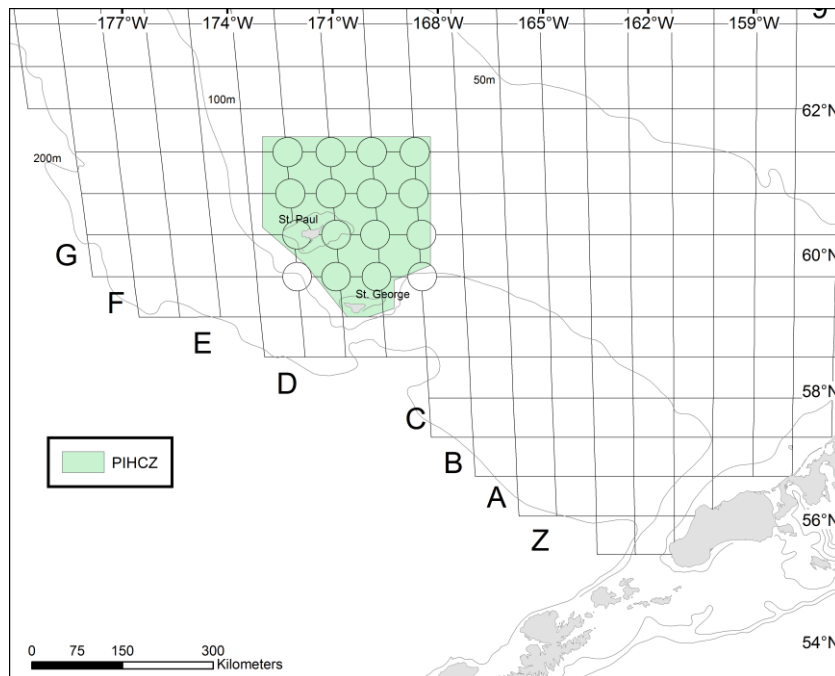 177°W 174°W 171°W 168°W 165°W 162°W 159°W
50m
100m
62°N
200m
St. Paul
G
60°N
F
St. George
E
D
58°N
C
PIHCZ
B
A
56°N
Z
54°N
0 75 150 300
Kilometers